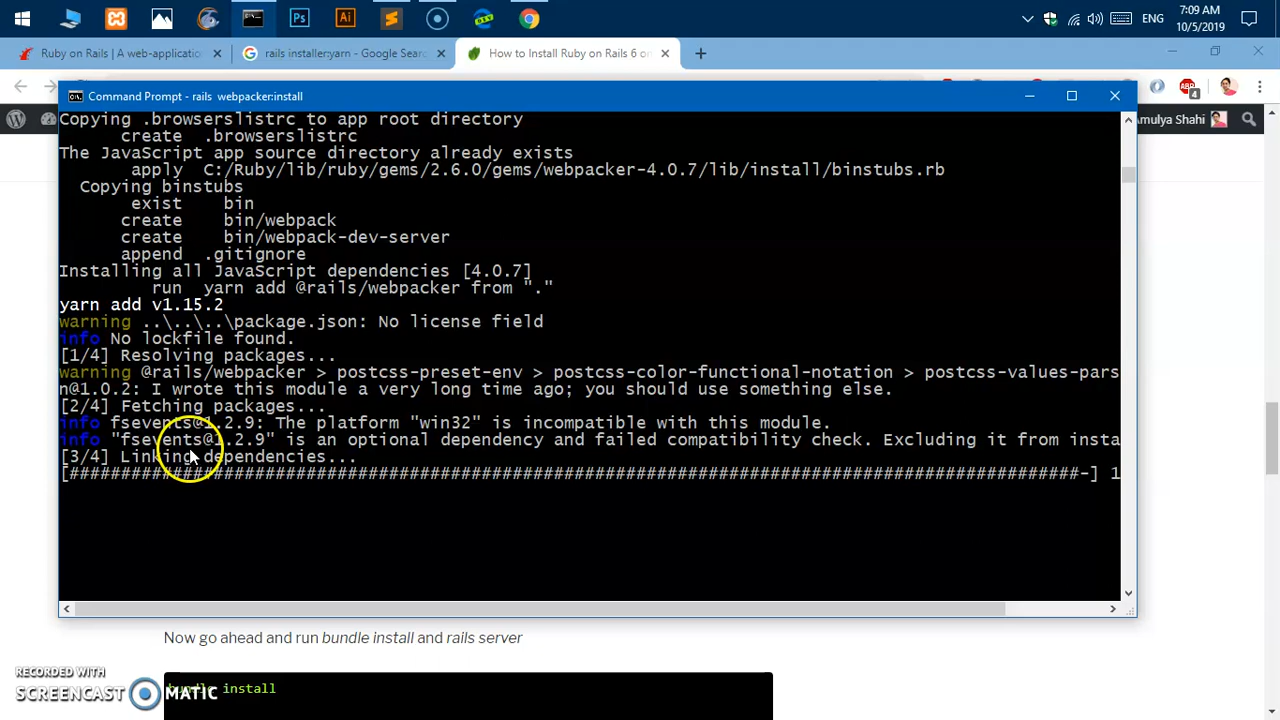 7:09 AM
ENG
10/5/2019
Ruby on Rails | A web-applicatio
rails installer:yarn - Google Searc
How to Install Ruby on Rails 6 on
Command Prompt - rails  webpacker:install
Amulya Shahi
Copying .browserslistrc to app root directory
create  .browserslistrc
The JavaScript app source directory already exists
apply  C:/Ruby/lib/ruby/gems/2.6.0/gems/webpacker-4.0.7/lib/install/binstubs.rb
Copying binstubs
exist    bin
create    bin/webpack
create    bin/webpack-dev-server
append  .gitignore
Installing all JavaScript dependencies [4.0.7]
run  yarn add @rails/webpacker from "."
yarn add v1.15.2
warning ..\..\..\package.json: No license field
info No lockfile found.
[1/4] Resolving packages...
warning @rails/webpacker > postcss-preset-env > postcss-color-functional-notation > postcss-values-pars
n@1.0.2: I wrote this module a very long time ago; you should use something else.
[2/4] Fetching packages...
info fsevents@1.2.9: The platform "win32" is incompatible with this module.
info "fsevents@1.2.9" is an optional dependency and failed compatibility check. Excluding it from insta
[3/4] Linking dependencies...
[###################################################################################################-] 1
Now go ahead and run bundle install and rails server
bundle install
RECORDED WITH
SCREENCAST MATIC